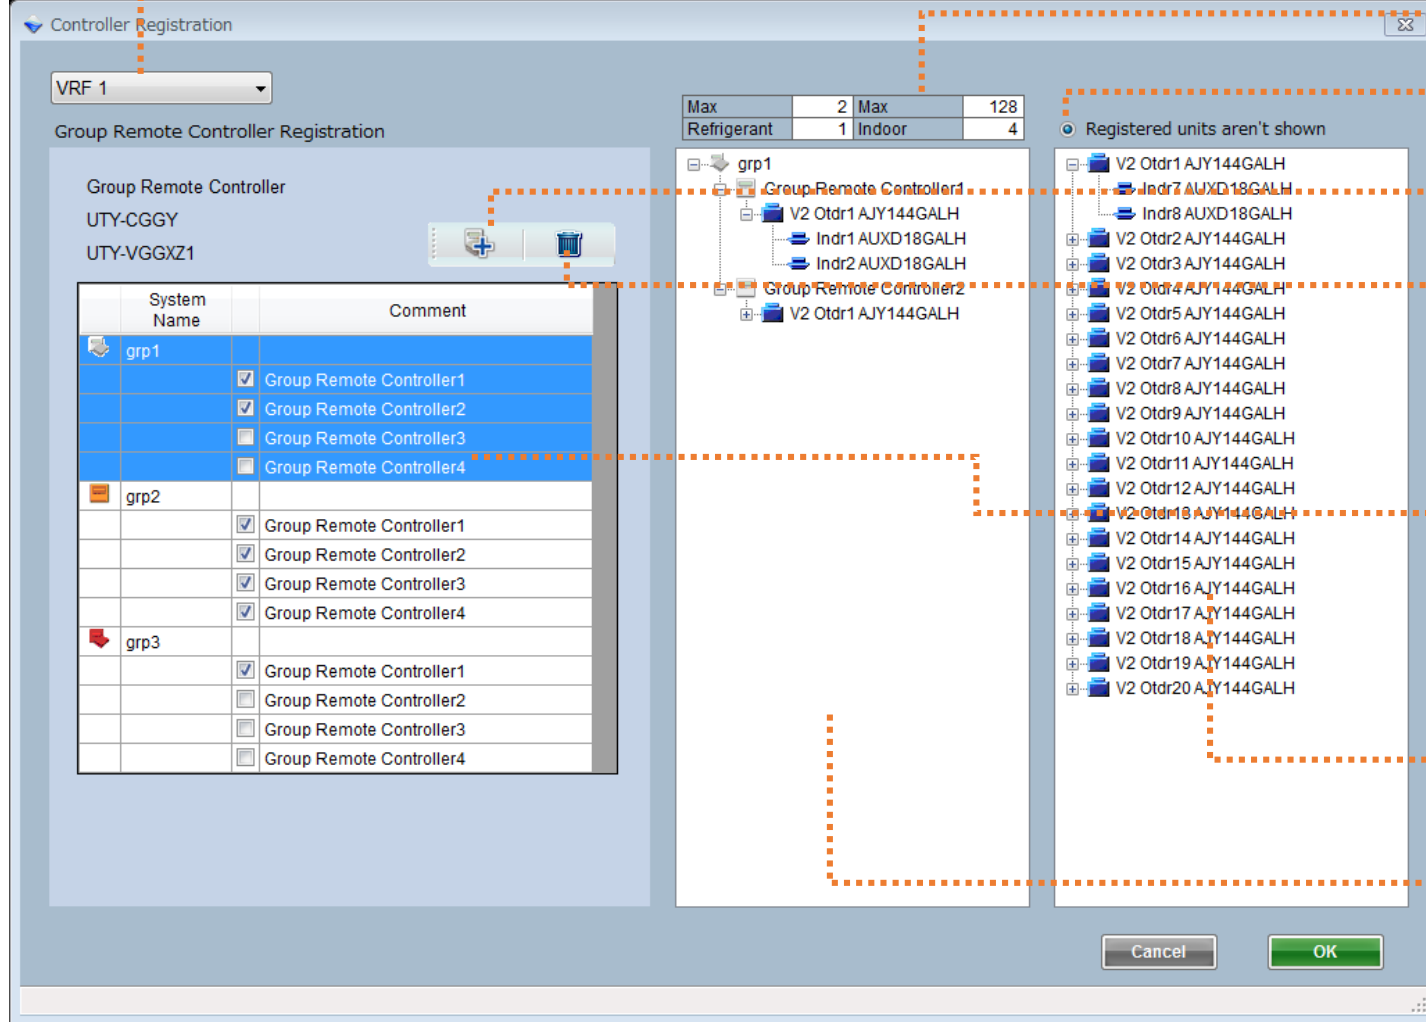 Controller Registration
VRF 1
Group Remote Controller Registration
Group Remote Controller
UTY-CGGY
UTY-VGGXZ1
System Name Comment
grp1
Group Remote Controller1
Group Remote Controller2
Group Remote Controller3
Group Remote Controller4
grp2
Group Remote Controller1
Group Remote Controller2
Group Remote Controller3
Group Remote Controller4
grp3
Group Remote Controller1
Group Remote Controller2
Group Remote Controller3
Group Remote Controller4
Max 2 Max 128
Refrigerant 1 Indoor 4
grp1
Group Remote Controller1
V2 Otdr1 AJY144GALH
Indr1 AUXD18GALH
Indr2 AUXD18GALH
Group Remote Controller2
V2 Otdr1 AJY144GALH
Registered units aren't shown
V2 Otdr1 AJY144GALH
Indr7 AUXD18GALH
Indr8 AUXD18GALH
V2 Otdr2 AJY144GALH
V2 Otdr3 AJY144GALH
V2 Otdr4 AJY144GALH
V2 Otdr5 AJY144GALH
V2 Otdr6 AJY144GALH
V2 Otdr7 AJY144GALH
V2 Otdr8 AJY144GALH
V2 Otdr9 AJY144GALH
V2 Otdr10 AJY144GALH
V2 Otdr11 AJY144GALH
V2 Otdr12 AJY144GALH
V2 Otdr13 AJY144GALH
V2 Otdr14 AJY144GALH
V2 Otdr15 AJY144GALH
V2 Otdr16 AJY144GALH
V2 Otdr17 AJY144GALH
V2 Otdr18 AJY144GALH
V2 Otdr19 AJY144GALH
V2 Otdr20 AJY144GALH
Cancel OK